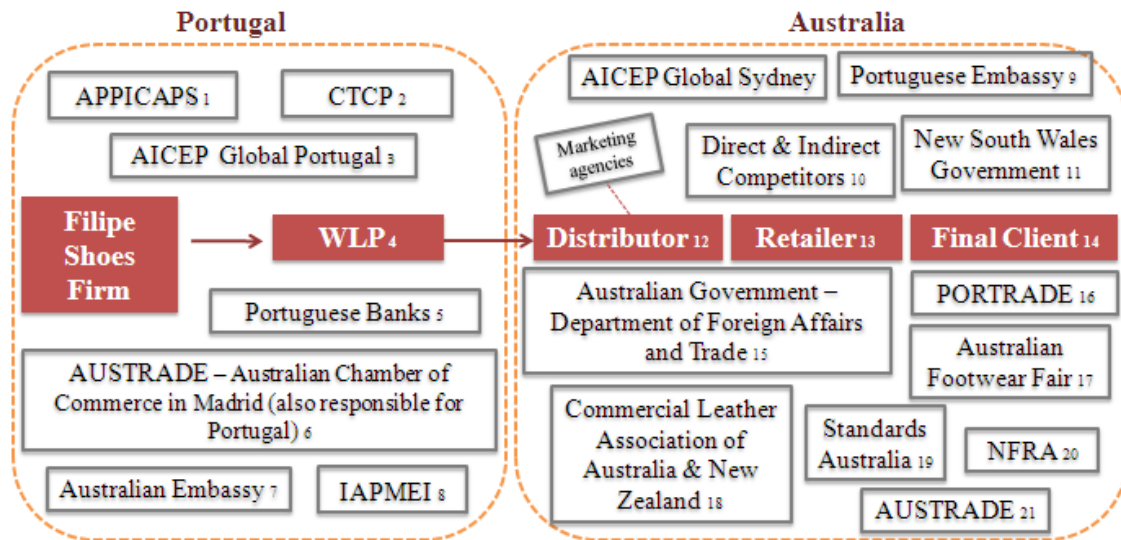 Portugal
APPICAPS 1
CTCP 2
AICEP Global Portugal 3
Filipe
Shoes
Firm
WLP 4
Portuguese Banks 5
AUSTRADE – Australian Chamber of
Commerce in Madrid (also responsible for
Portugal) 6
Australian Embassy 7
IAPMEI 8
Australia
AICEP Global Sydney
Portuguese Embassy 9
Marketing
agencies
Direct & Indirect
Competitors 10
New South Wales
Government 11
Distributor 12
Retailer 13
Final Client 14
Australian Government –
Department of Foreign Affairs
and Trade 15
PORTRADE 16
Australian
Footwear Fair 17
Commercial Leather
Association of
Australia & New
Zealand 18
Standards
Australia 19
NFRA 20
AUSTRADE 21